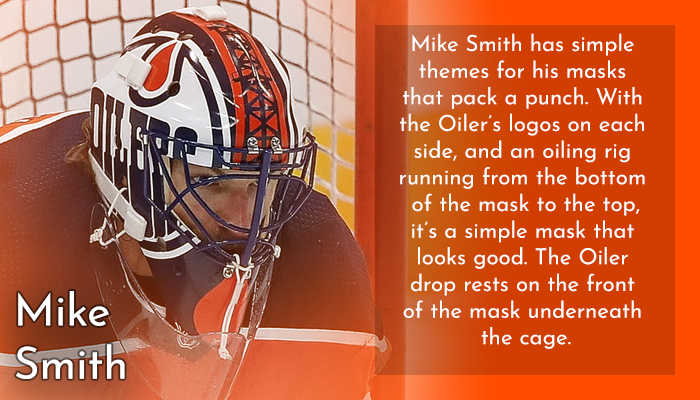 OILERS
Mike
Smith
Mike Smith has simple
themes for his masks
that pack a punch. With
the Oiler's logos on each
side, and an oiling rig
running from the bottom
of the mask to the top,
it's a simple mask that
looks good. The Oiler
drop rests on the front
of the mask underneath
the cage.